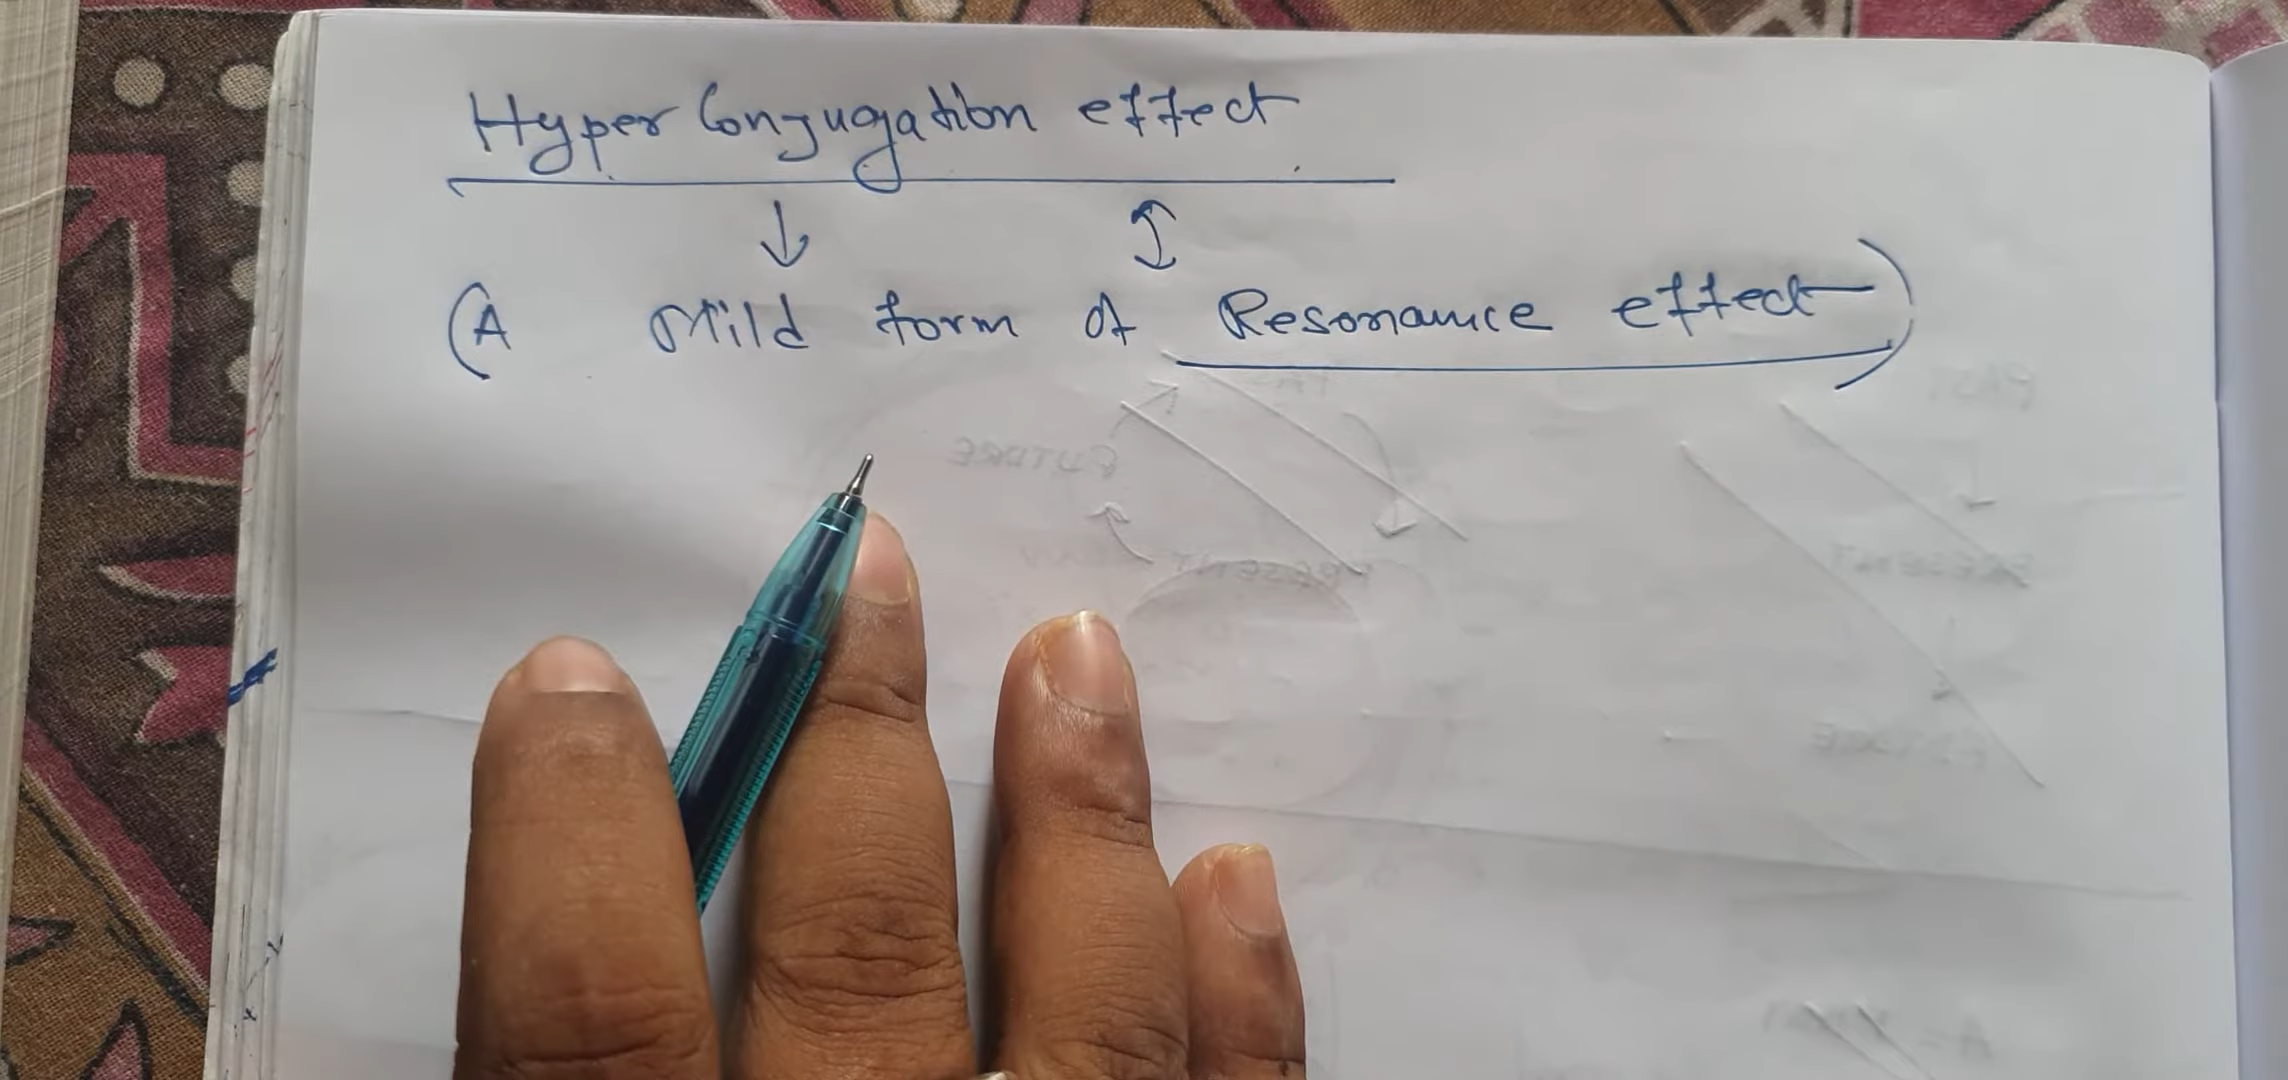 Hyper Conjugation effect
(A Mild form of Resonance effect)